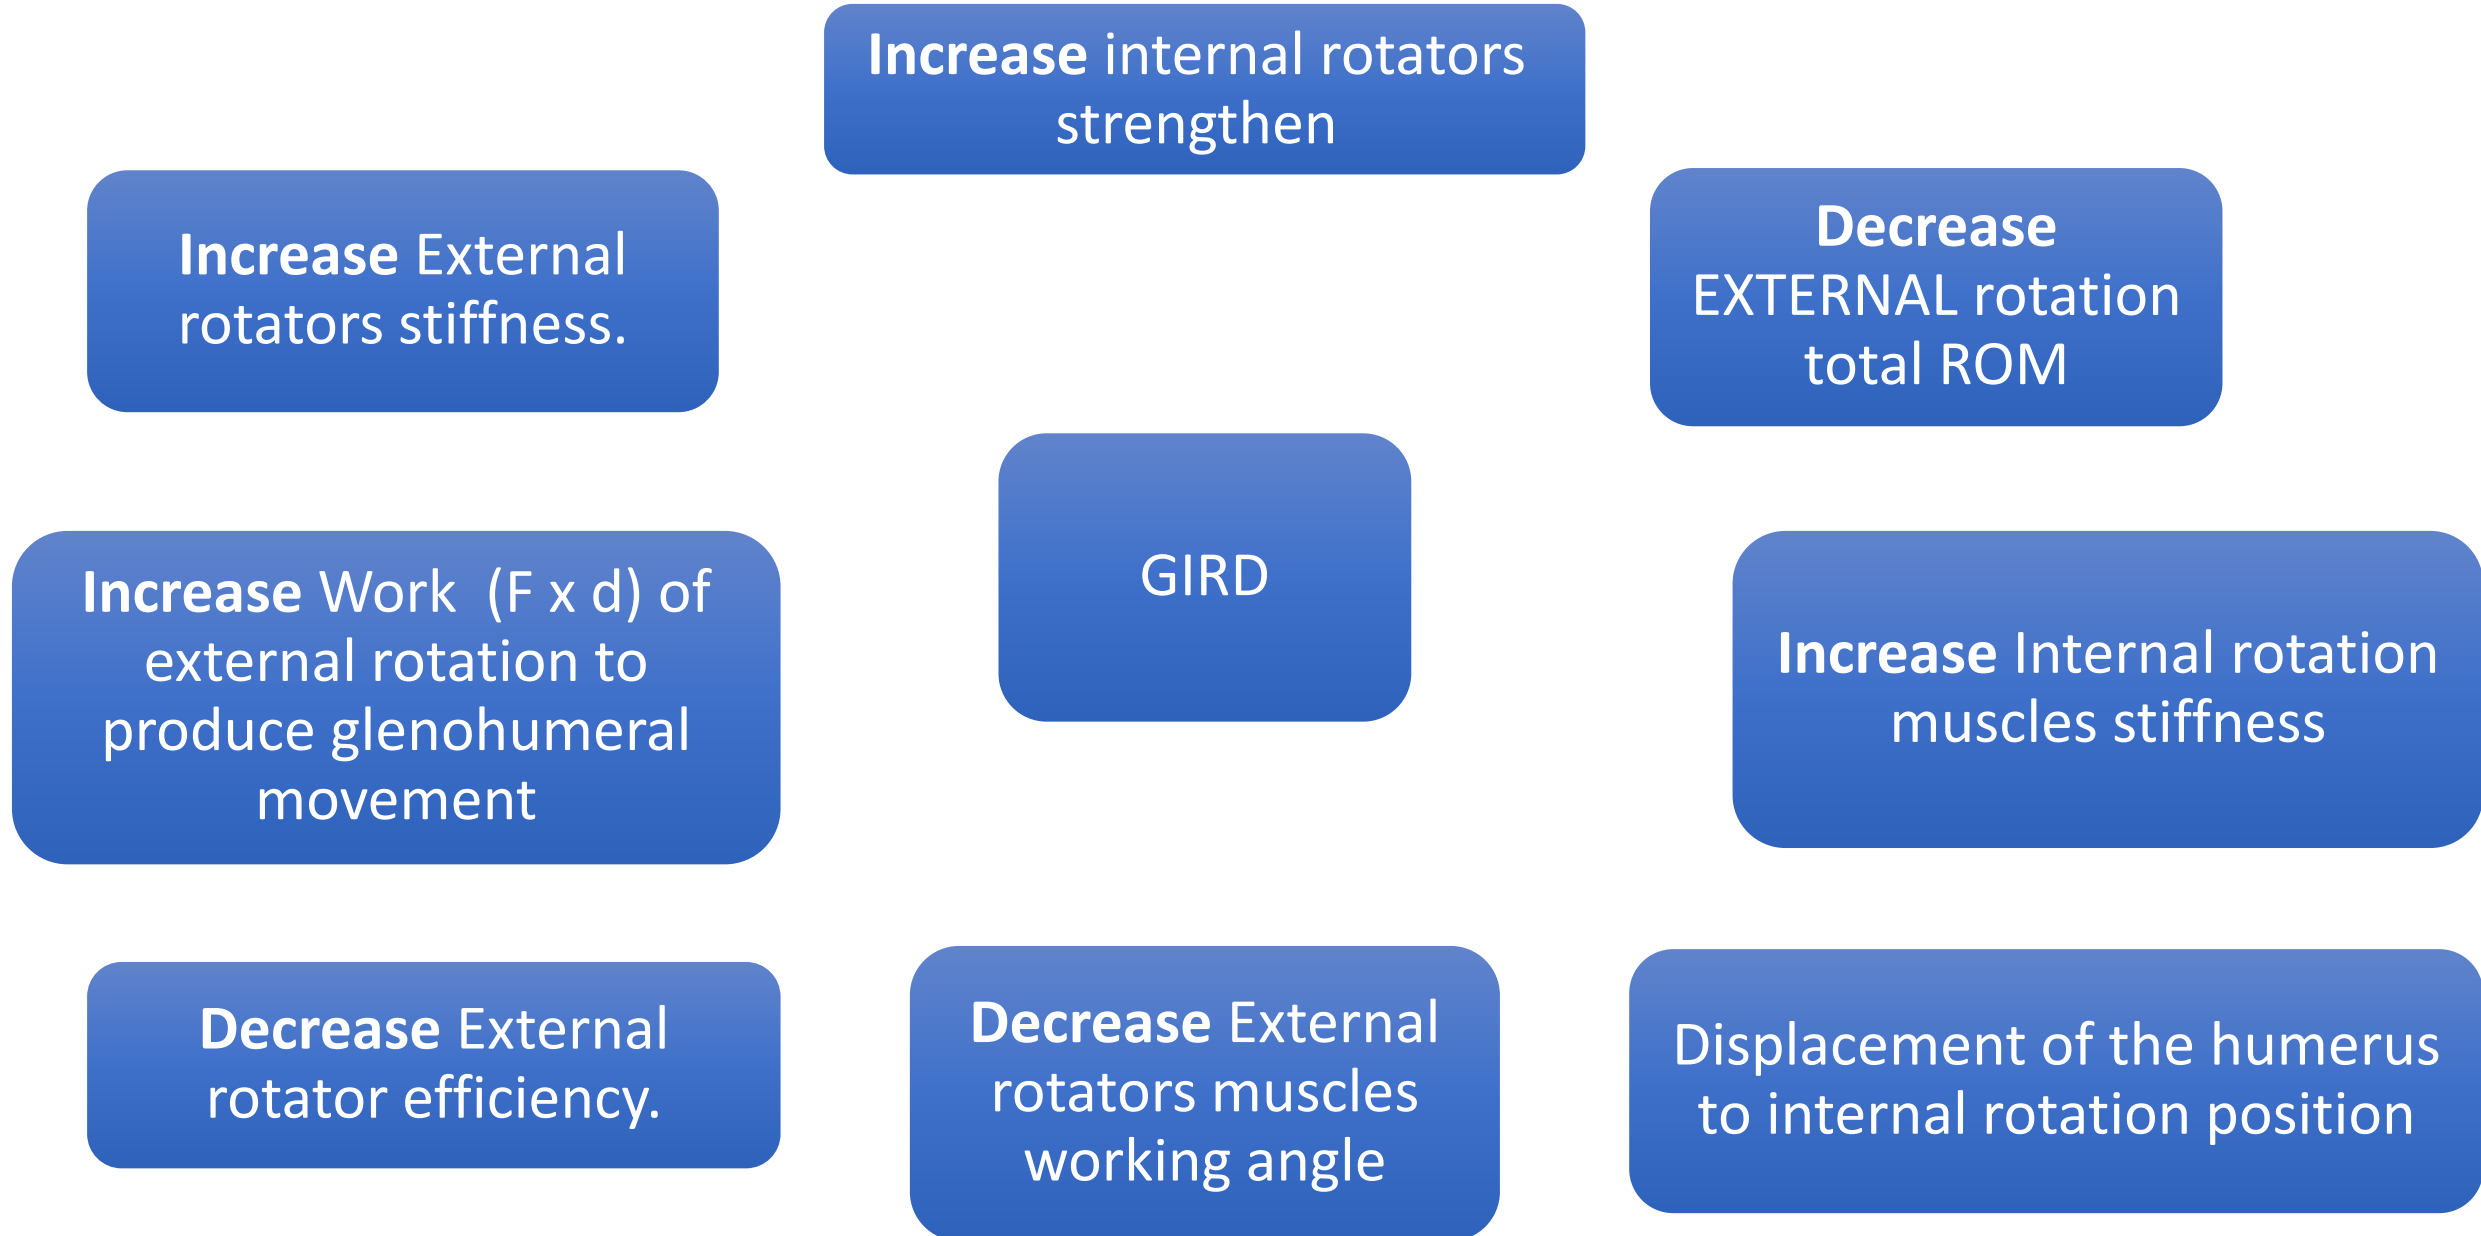 Increase internal rotators
strengthen
Decrease
EXTERNAL rotation
total ROM
Increase Internal rotation
muscles stiffness
Displacement of the humerus
to internal rotation position
Decrease External
rotators muscles
working angle
Decrease External
rotator efficiency.
Increase Work  (F x d) of
external rotation to
produce glenohumeral
movement
Increase External
rotators stiffness.
GIRD